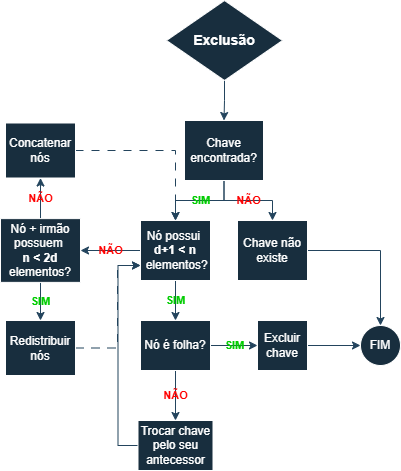 Exclusão
Chave
encontrada?
SIM
NÃO
Concatenar
nós
NÃO
Nó + irmão
possuem
n < 2d
elementos?
NÃO
Nó possui
d+1 < n
elementos?
Chave não
existe
SIM
SIM
Redistribuir
nós
Nó é folha?
SIM
Excluir
chave
FIM
NÃO
Trocar chave
pelo seu
antecessor